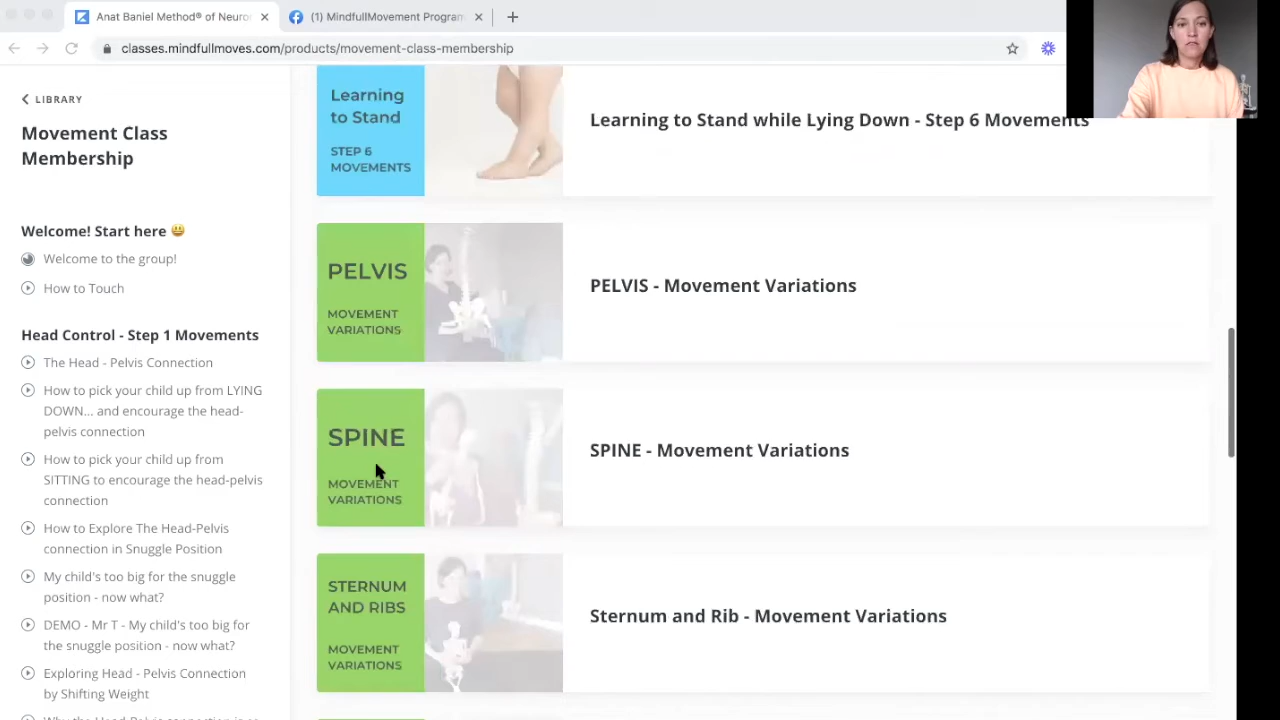 Anat Baniel Method® of Neuro
(1) MindfullMovement Program
classes.mindfullmoves.com/products/movement-class-membership
LIBRARY
Movement Class
Membership
Welcome! Start here 😃
Welcome to the group!
How to Touch
Head Control - Step 1 Movements
The Head - Pelvis Connection
How to pick your child up from LYING
DOWN... and encourage the head-
pelvis connection
How to pick your child up from
SITTING to encourage the head-pelvis
connection
How to Explore The Head-Pelvis
connection in Snuggle Position
My child's too big for the snuggle
position - now what?
DEMO - Mr T - My child's too big for
the snuggle position - now what?
Exploring Head - Pelvis Connection
by Shifting Weight
Learning
to Stand
STEP 6
MOVEMENTS
Learning to Stand while Lying Down - Step 6 Movements
PELVIS
MOVEMENT
VARIATIONS
PELVIS - Movement Variations
SPINE
MOVEMENT
VARIATIONS
SPINE - Movement Variations
STERNUM
AND RIBS
MOVEMENT
VARIATIONS
Sternum and Rib - Movement Variations